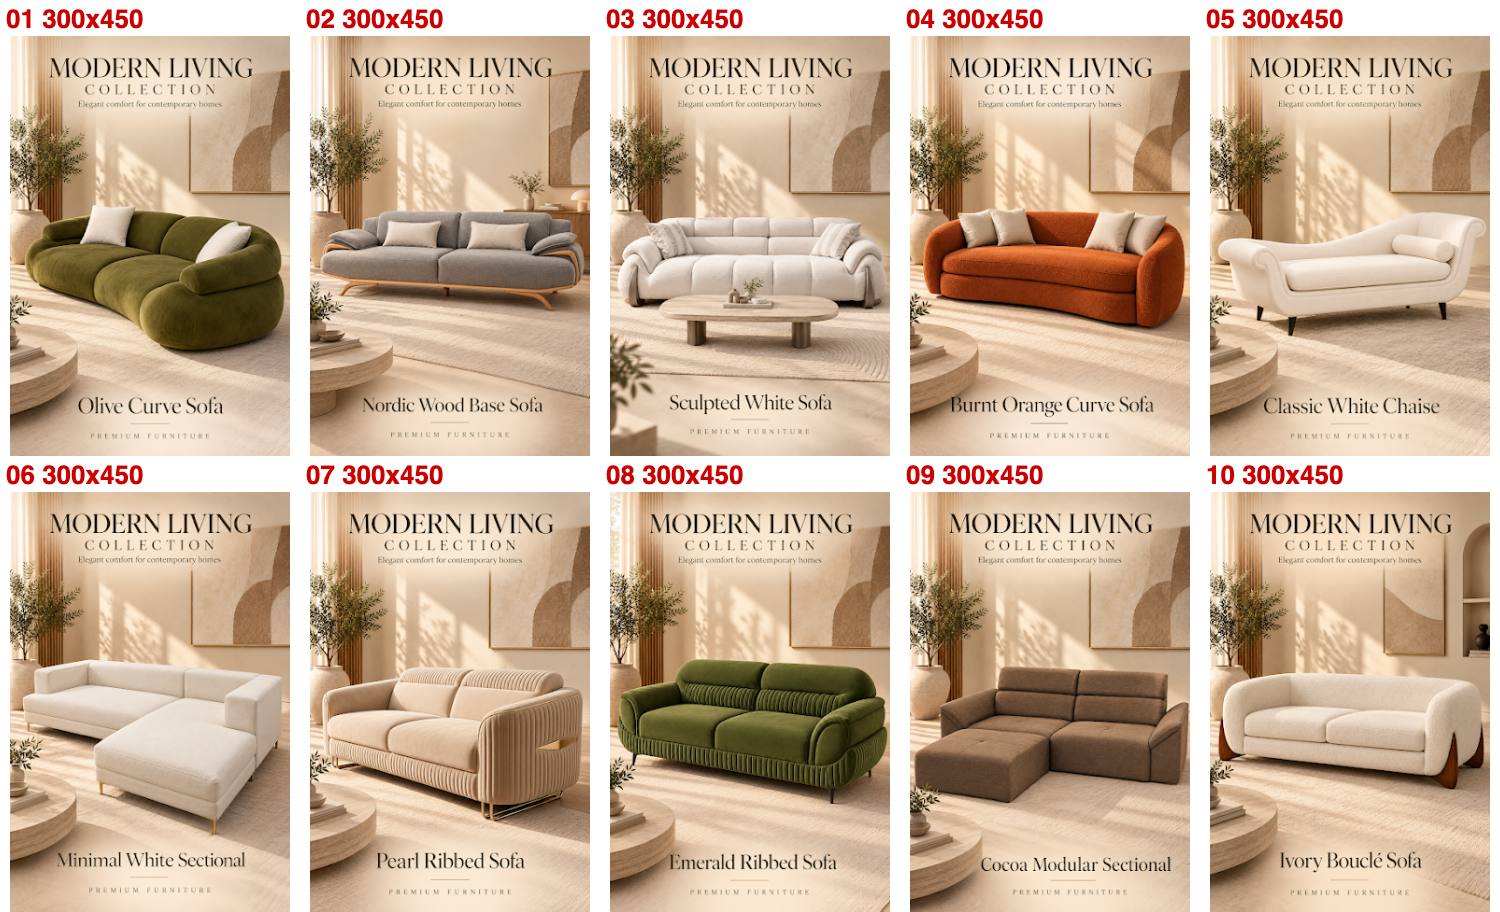 01 300x450
MODERN LIVING
COLLECTION
Elegant comfort for contemporary homes
Olive Curve Sofa
PREMIUM FURNITURE
02 300x450
MODERN LIVING
COLLECTION
Elegant comfort for contemporary homes
Nordic Wood Base Sofa
PREMIUM FURNITURE
03 300x450
MODERN LIVING
COLLECTION
Elegant comfort for contemporary homes
Sculpted White Sofa
PREMIUM FURNITURE
04 300x450
MODERN LIVING
COLLECTION
Elegant comfort for contemporary homes
Burnt Orange Curve Sofa
PREMIUM FURNITURE
05 300x450
MODERN LIVING
COLLECTION
Elegant comfort for contemporary homes
Classic White Chaise
PREMIUM FURNITURE
06 300x450
MODERN LIVING
COLLECTION
Elegant comfort for contemporary homes
Minimal White Sectional
PREMIUM FURNITURE
07 300x450
MODERN LIVING
COLLECTION
Elegant comfort for contemporary homes
Pearl Ribbed Sofa
PREMIUM FURNITURE
08 300x450
MODERN LIVING
COLLECTION
Elegant comfort for contemporary homes
Emerald Ribbed Sofa
PREMIUM FURNITURE
09 300x450
MODERN LIVING
COLLECTION
Elegant comfort for contemporary homes
Cocoa Modular Sectional
PREMIUM FURNITURE
10 300x450
MODERN LIVING
COLLECTION
Elegant comfort for contemporary homes
Ivory Bouclé Sofa
PREMIUM FURNITURE